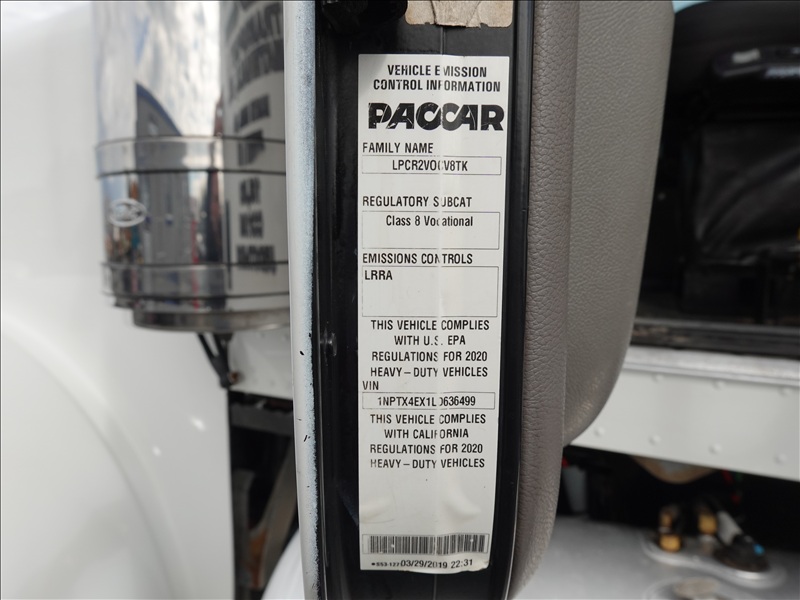 VEHICLE EMISSION
CONTROL INFORMATION
PACCAR
FAMILY NAME
LPCR2VOCV8TK
REGULATORY SUBCAT
Class 8 Vocational
EMISSIONS CONTROLS
LRRA
THIS VEHICLE COMPLIES
WITH U.S. EPA
REGULATIONS FOR 2020
HEAVY-DUTY VEHICLES
VIN
1NPTX4EX1LD636499
THIS VEHICLE COMPLIES
WITH CALIFORNIA
REGULATIONS FOR 2020
HEAVY-DUTY VEHICLES
03/29/2019 22:31